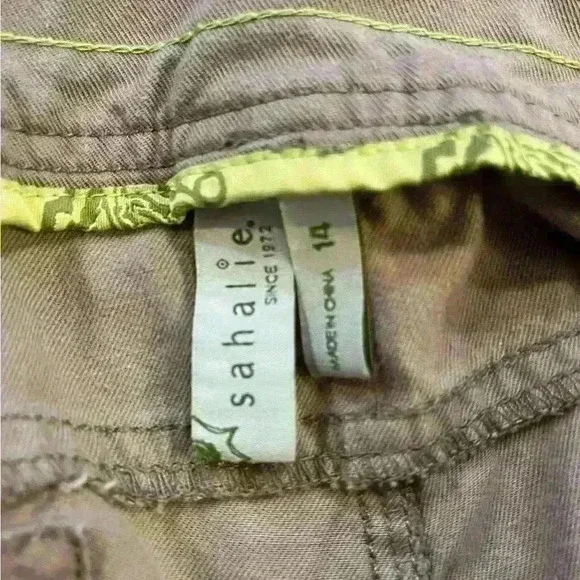 sahalie.
SINCE 1972
14
MADE IN CHINA